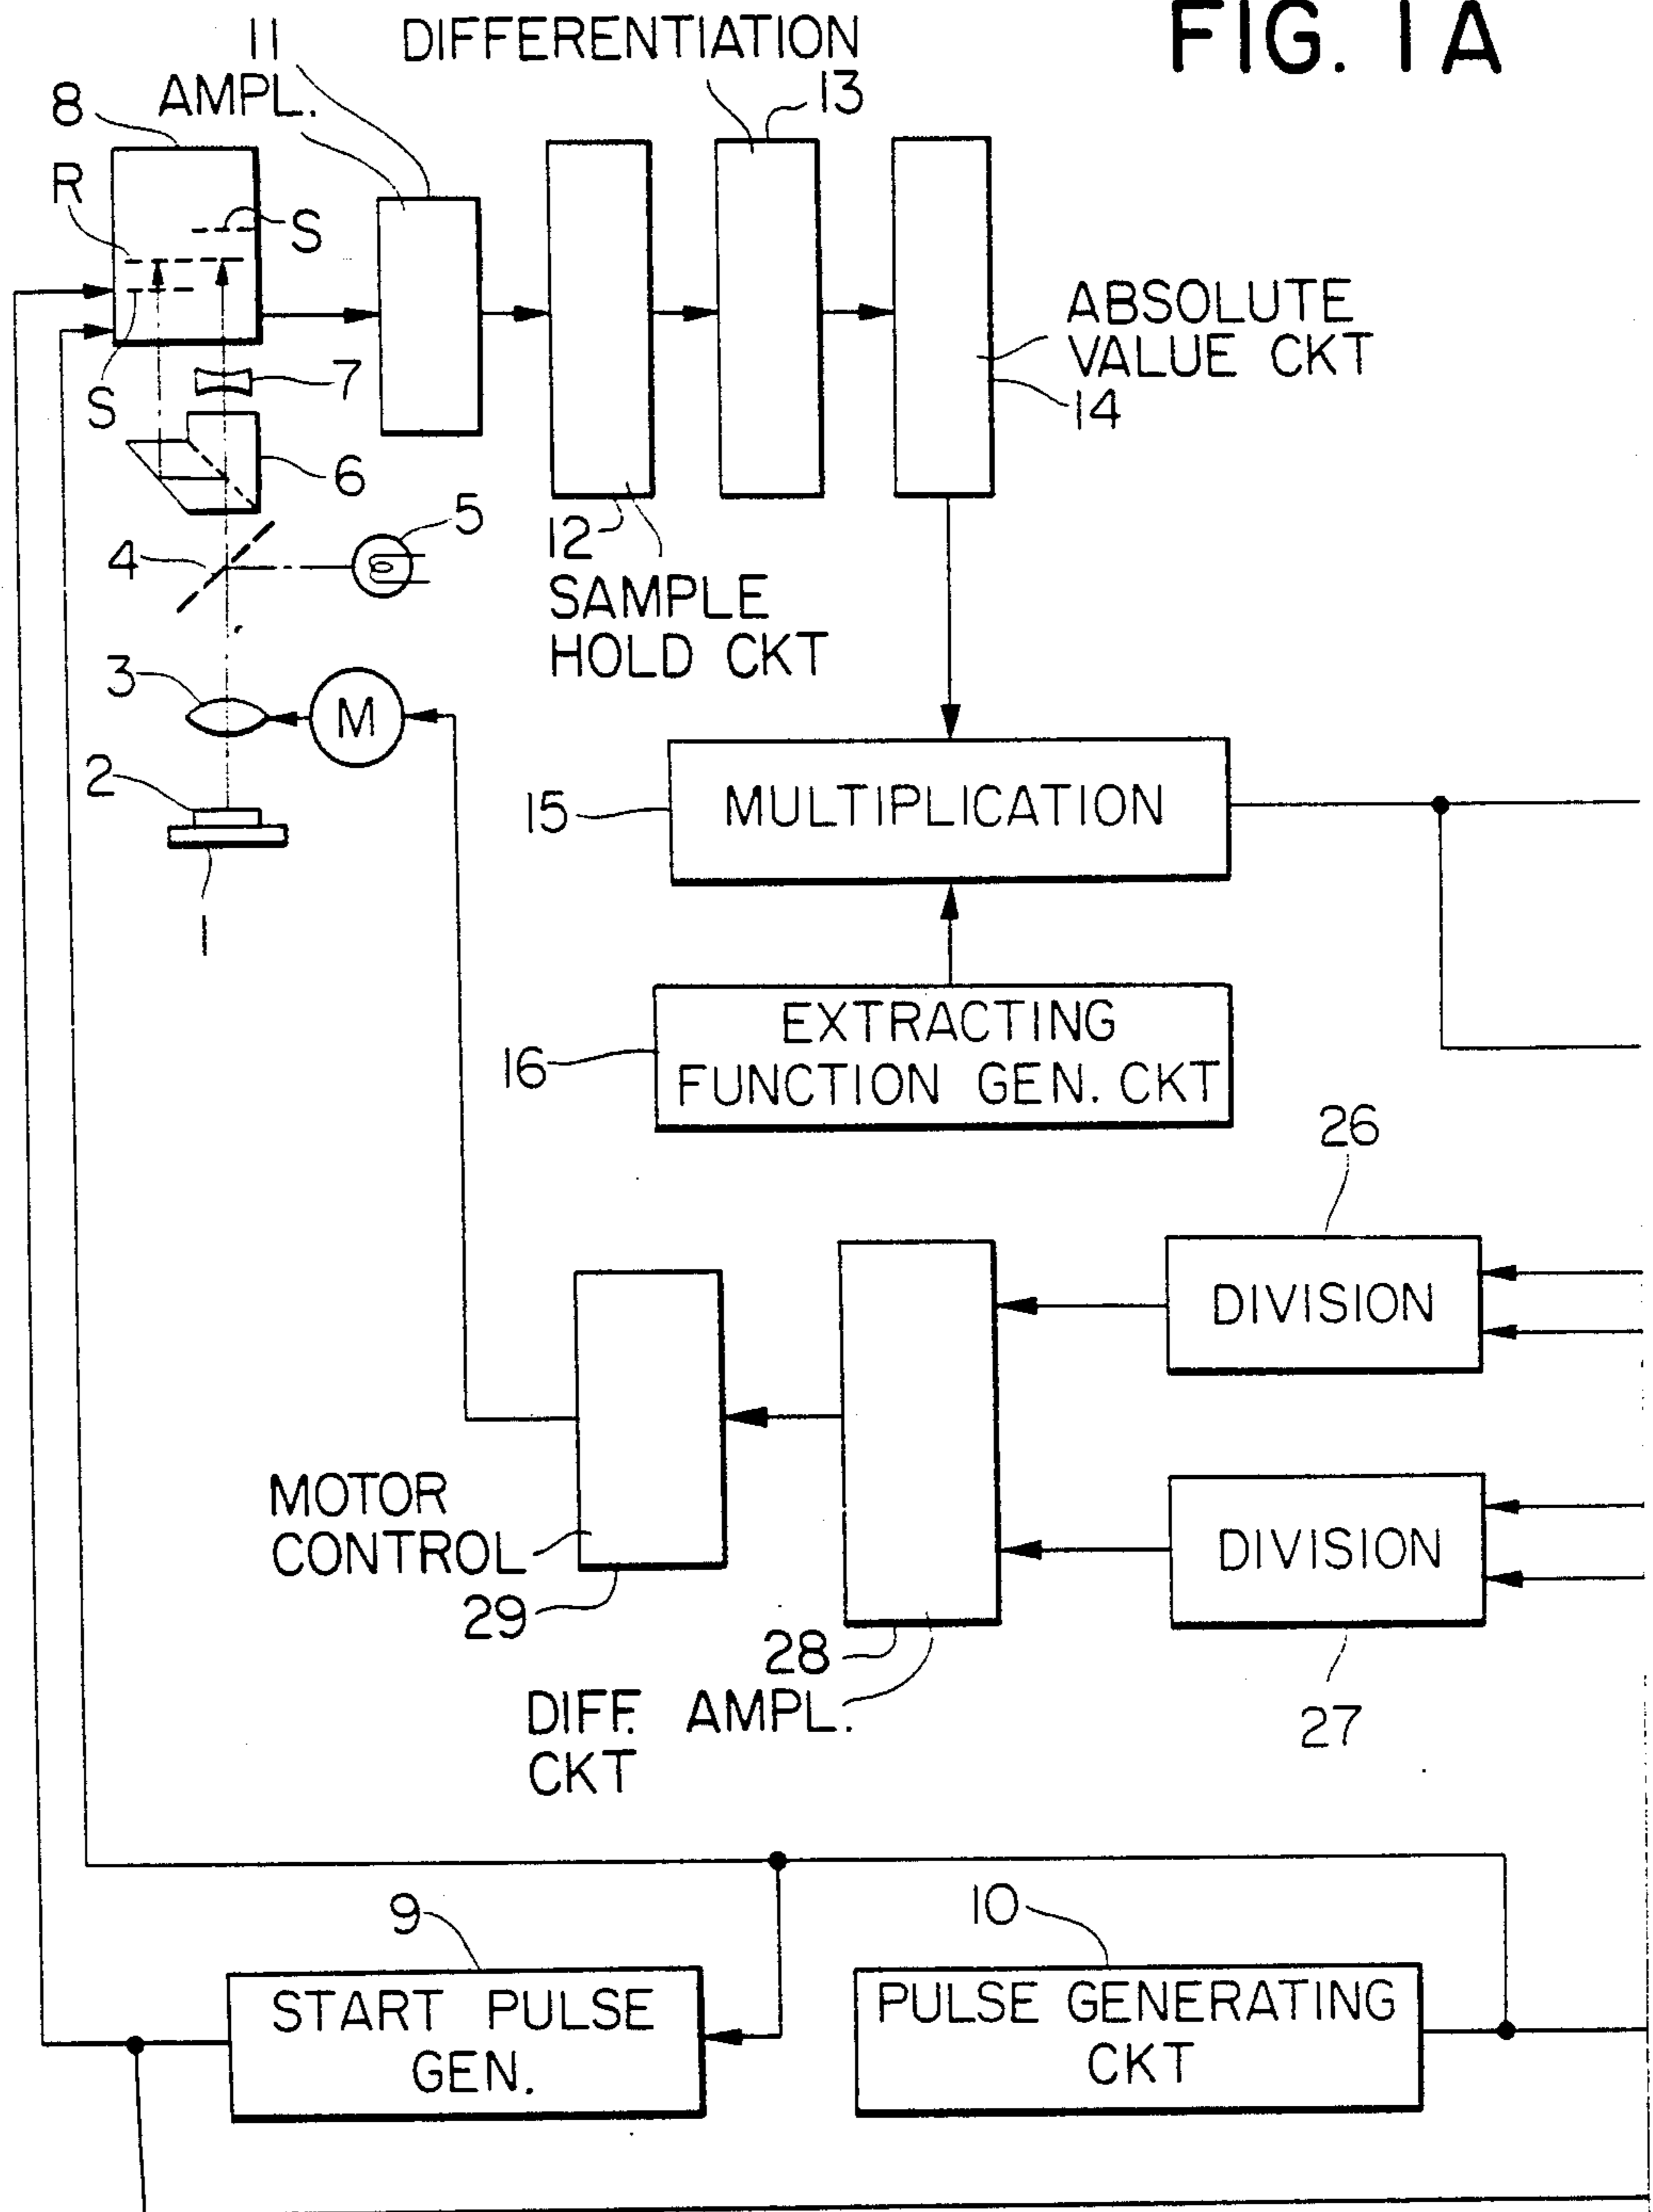 FIG. 1A
11
DIFFERENTIATION
8
AMPL.
13
R
S
ABSOLUTE
VALUE CKT
7
S
14
6
5
12
4
SAMPLE
HOLD CKT
3
M
2
15
MULTIPLICATION
1
EXTRACTING
16
FUNCTION GEN. CKT
26
DIVISION
MOTOR
CONTROL
DIVISION
29
28
DIFF. AMPL.
27
CKT
9
10
START PULSE
GEN.
PULSE GENERATING
CKT